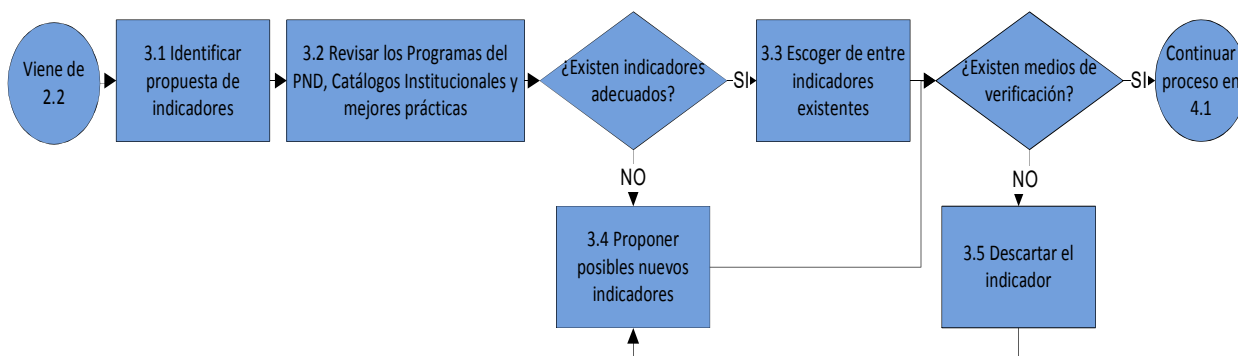 Viene de
2.2
3.1 Identificar
propuesta de
indicadores
3.2 Revisar los Programas del
PND, Catálogos Institucionales y
mejores prácticas
¿Existen indicadores
adecuados?
SI
3.3 Escoger de entre
indicadores
existentes
¿Existen medios de
verificación?
SI
Continuar
proceso en
4.1
NO
NO
3.4 Proponer
posibles nuevos
indicadores
3.5 Descartar el
indicador